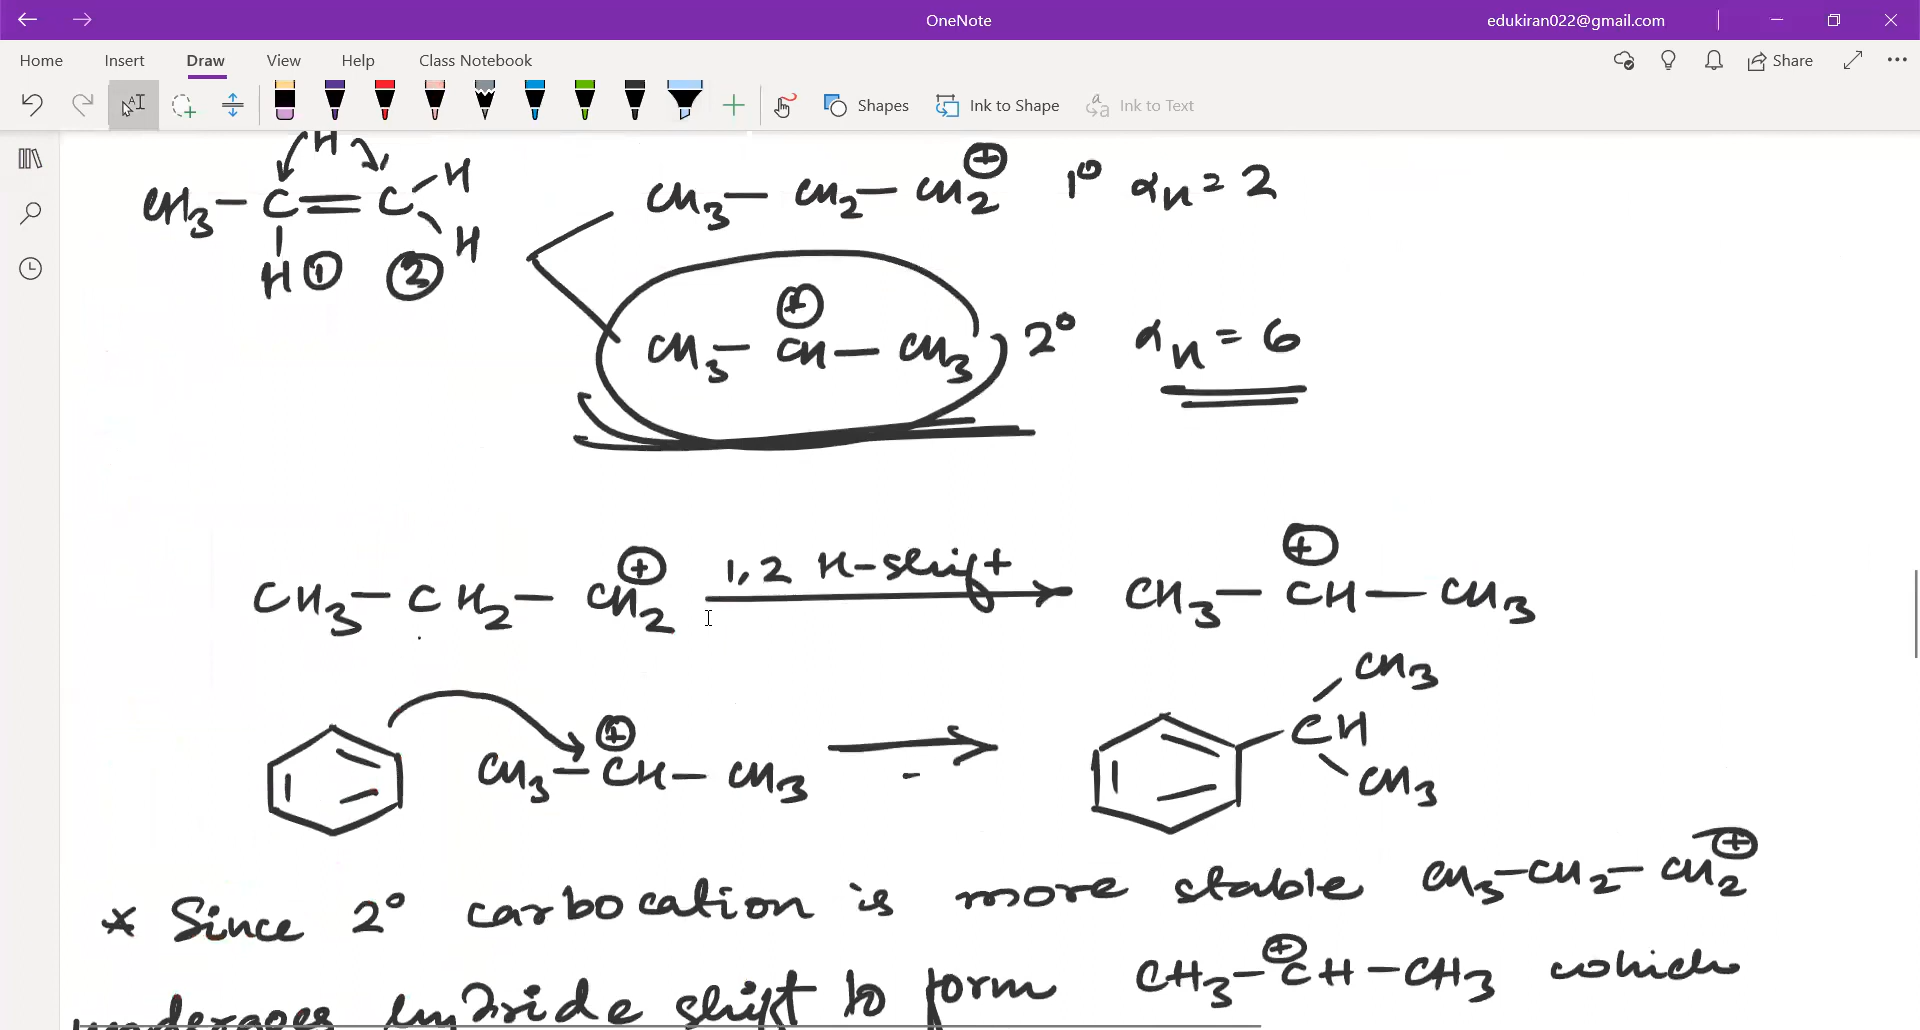 OneNote
edukiran022@gmail.com
Home Insert Draw View Help Class Notebook
Share
Shapes Ink to Shape Ink to Text
H
CH3 — C = C H
H ① ② H
CH3 — CH2 — CH2 ⊕ 1° αH = 2
⊕
CH3 — CH — CH3 2° αH = 6
CH3 — CH2 — CH2 ⊕ 1,2 H-shift CH3 — CH — CH3 ⊕
CH3 — CH — CH3 ⊕
CH3
CH
CH3
* Since 2° carbocation is more stable CH3—CH2—CH2 ⊕
undergoes hydride shift to form CH3—CH—CH3 ⊕ which